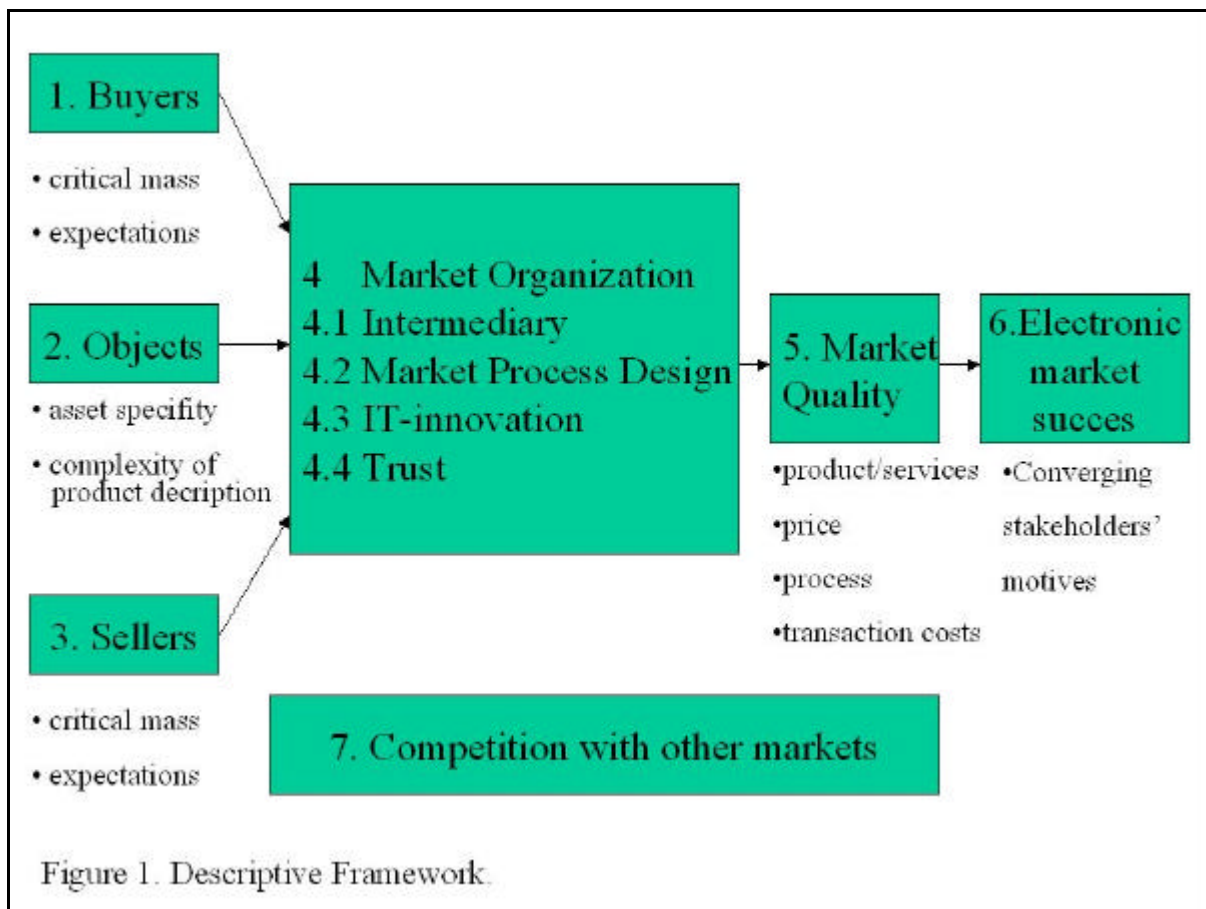 1. Buyers
• critical mass
• expectations
2. Objects
• asset specifity
• complexity of
product decription
3. Sellers
• critical mass
• expectations
4 Market Organization
4.1 Intermediary
4.2 Market Process Design
4.3 IT-innovation
4.4 Trust
5. Market
Quality
•product/services
•price
•process
•transaction costs
6.Electronic
market
succes
•Converging
stakeholders’
motives
7. Competition with other markets
Figure 1. Descriptive Framework.